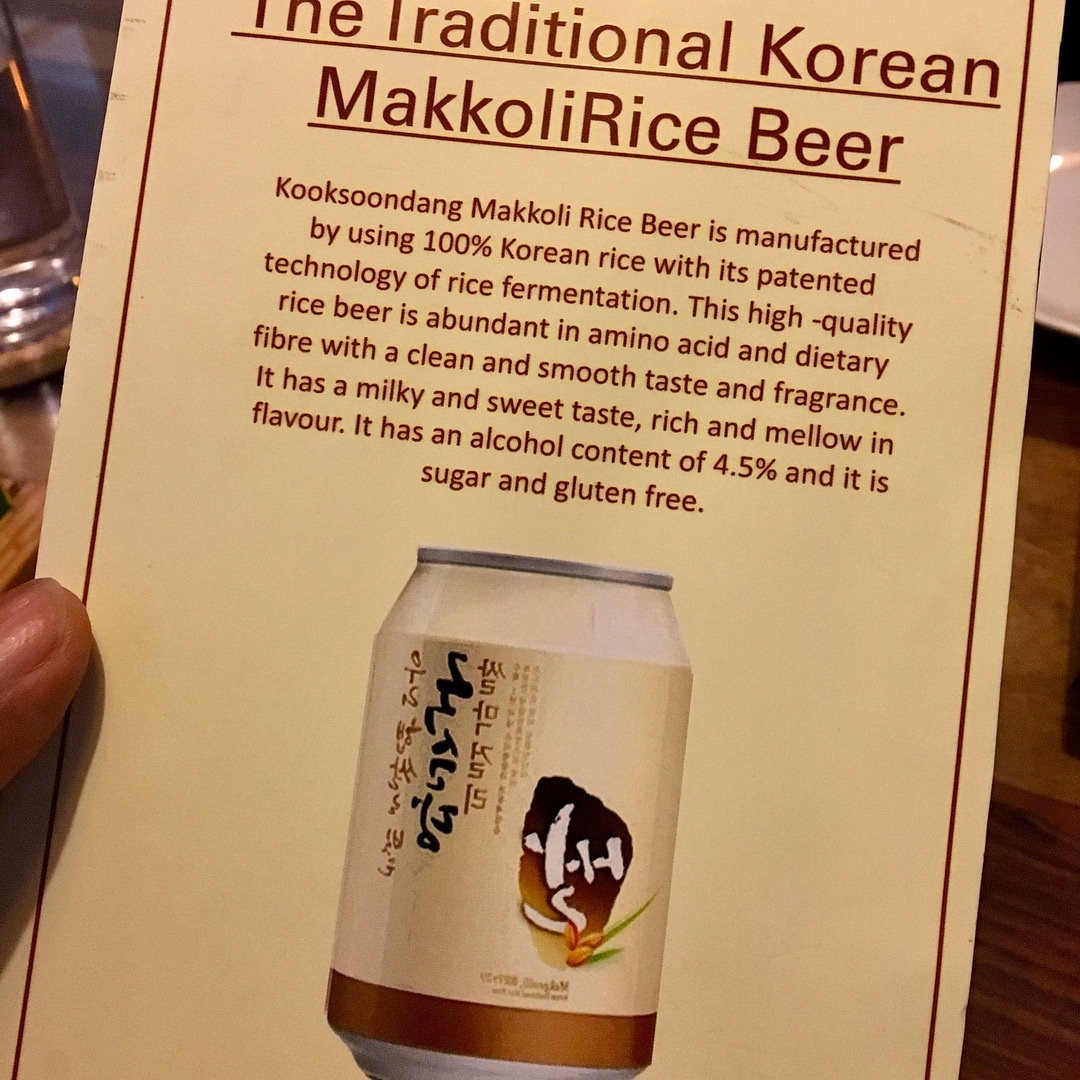 The Traditional Korean
MakkoliRice Beer
Kooksoondang Makkoli Rice Beer is manufactured
by using 100% Korean rice with its patented
technology of rice fermentation. This high -quality
rice beer is abundant in amino acid and dietary
fibre with a clean and smooth taste and fragrance.
It has a milky and sweet taste, rich and mellow in
flavour. It has an alcohol content of 4.5% and it is
sugar and gluten free.